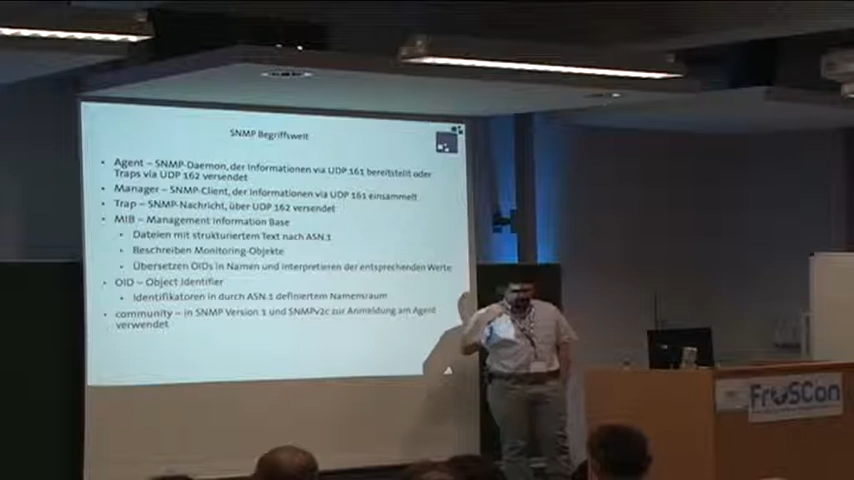 SNMP Begriffswelt
• Agent – SNMP-Daemon, der Informationen via UDP 161 bereitstellt oder
Traps via UDP 162 versendet
• Manager – SNMP-Client, der Informationen via UDP 161 einsammelt
• Trap – SNMP-Nachricht, über UDP 162 versendet
• MIB – Management Information Base
• Dateien mit strukturiertem Text nach ASN.1
• Beschreiben Monitoring-Objekte
• Übersetzen OIDs in Namen und interpretieren der entsprechenden Werte
• OID – Object Identifier
• Identifikatoren in durch ASN.1 definiertem Namensraum
• community – in SNMP Version 1 und SNMPv2c zur Anmeldung am Agent
verwendet
FrOSCon